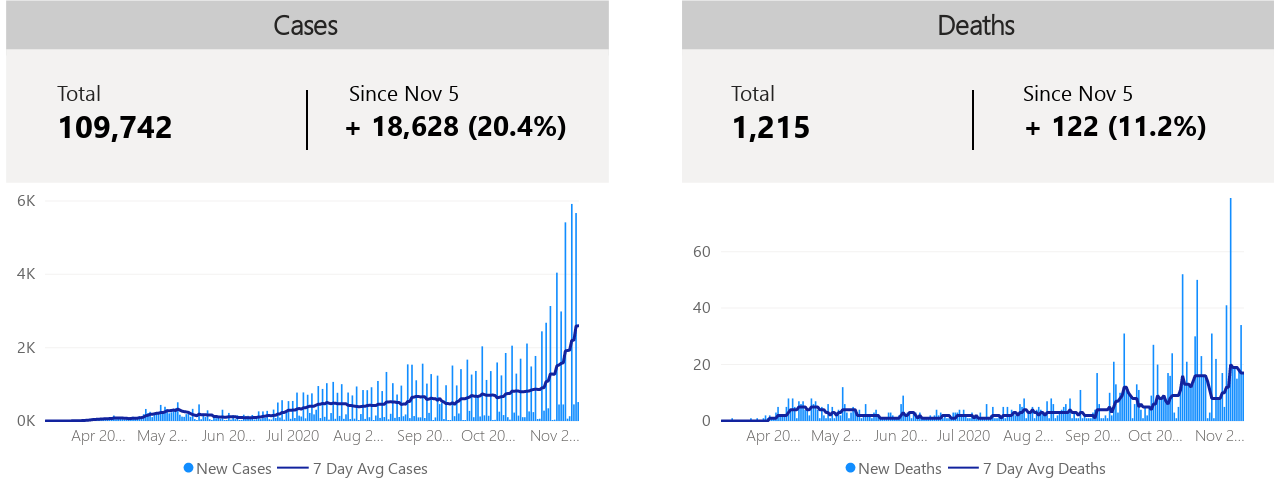 Cases
Total
Since Nov 5
109,742
+ 18,628 (20.4%)
6K
4K
2K
0K
Apr 20... May 2... Jun 20... Jul 2020 Aug 2... Sep 20... Oct 20... Nov 2...
New Cases 7 Day Avg Cases
Deaths
Total
Since Nov 5
1,215
+ 122 (11.2%)
60
40
20
0
Apr 20... May 2... Jun 20... Jul 2020 Aug 2... Sep 20... Oct 20... Nov 2...
New Deaths 7 Day Avg Deaths